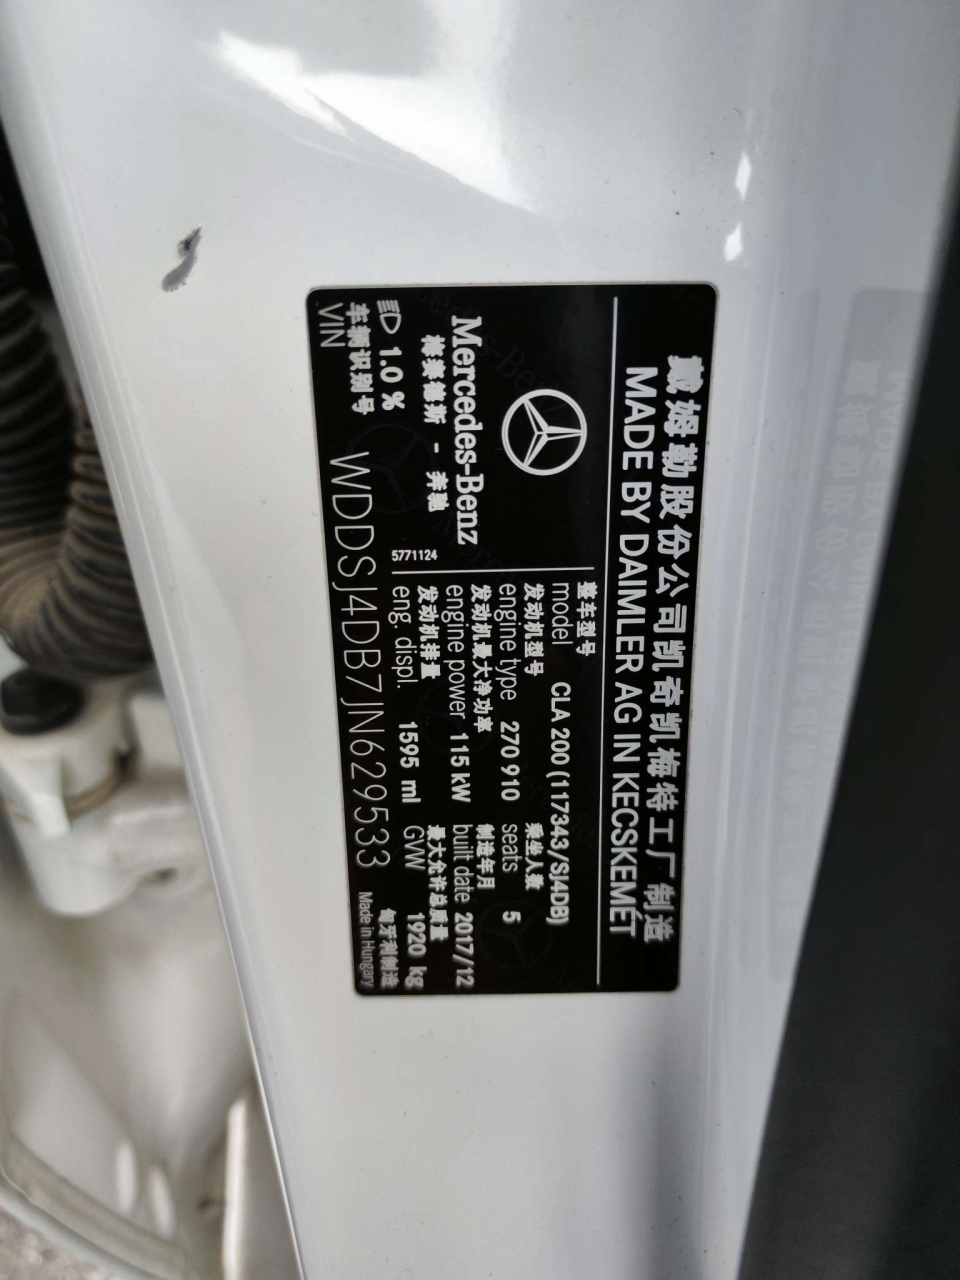 戴姆勒股份公司凯奇凯梅特工厂制造
MADE BY DAIMLER AG IN KECSKEMÉT
Mercedes-Benz
梅赛德斯 - 奔驰
1.0 %
5771124
整车型号
model CLA 200 (117343/SJ4DB)
发动机型号 乘坐人数
engine type 270 910 seats 5
发动机最大净功率 制造年月
engine power 115 kW built date 2017/12
发动机排量 最大允许总质量
eng. displ. 1595 ml GVW 1920 kg
车辆识别号 匈牙利制造
VIN WDDSJ4DB7JN629533 Made in Hungary